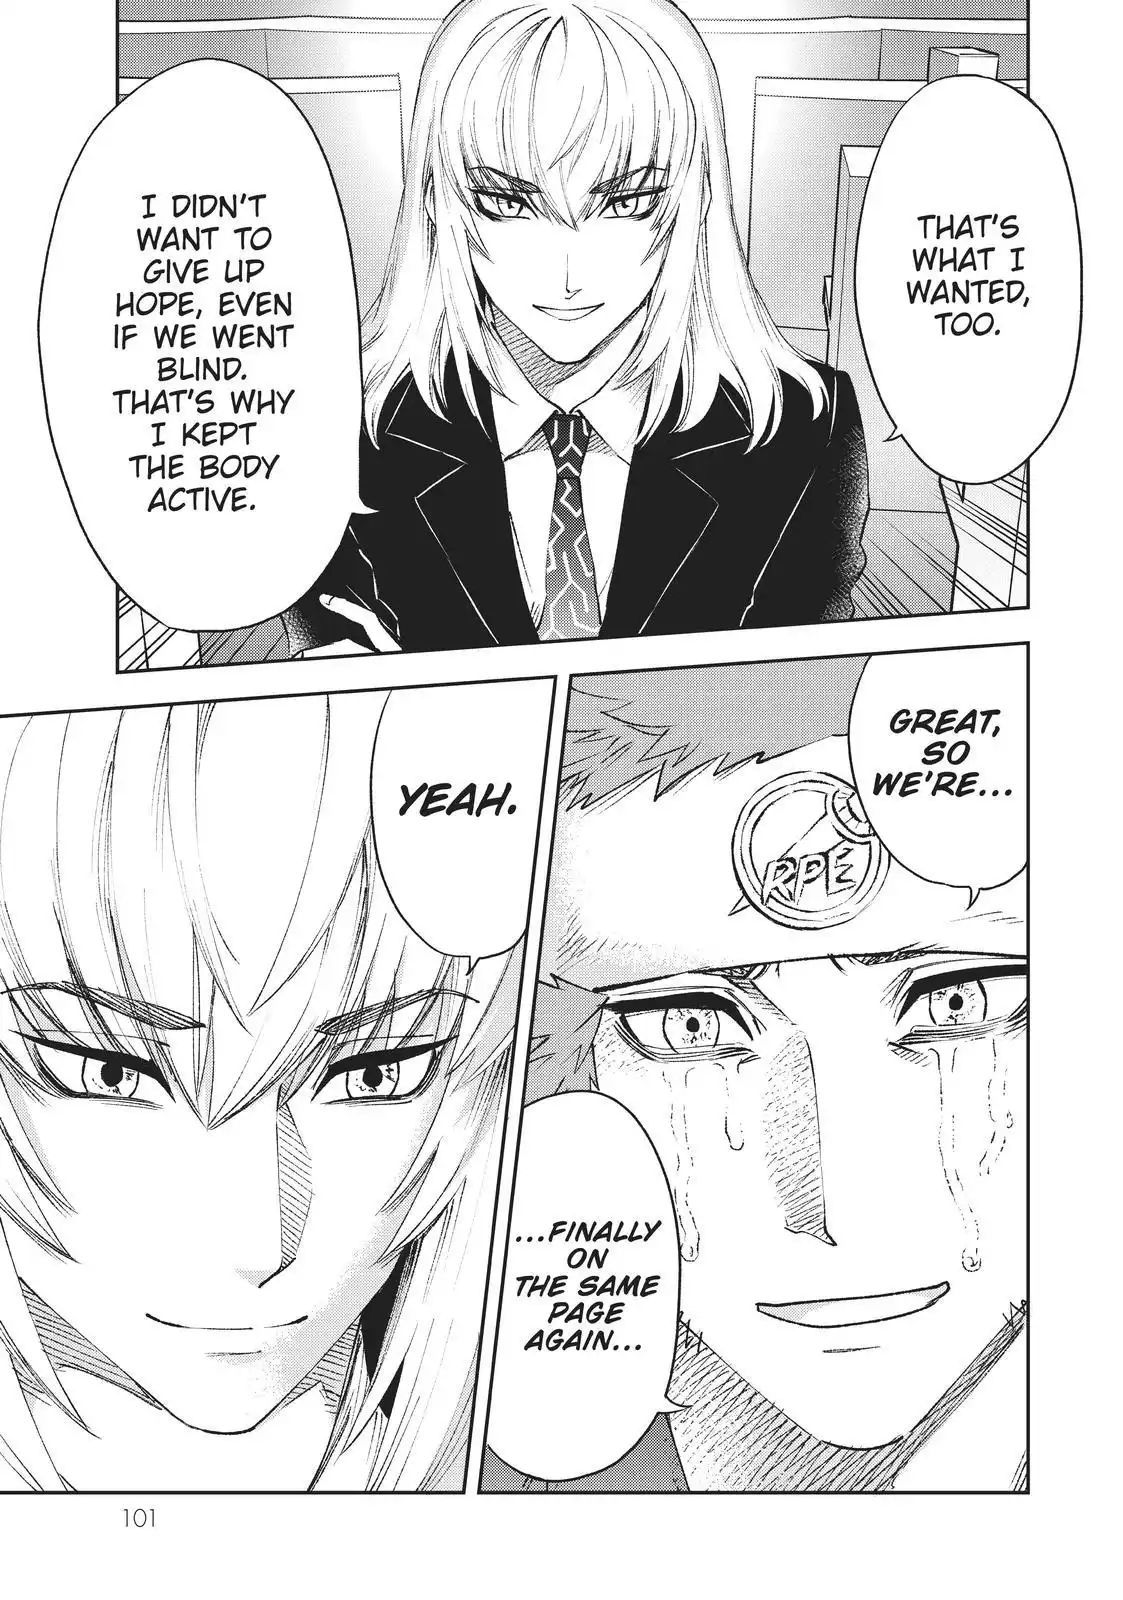 THAT'S
WHAT I
WANTED,
TOO.
I DIDN'T
WANT TO
GIVE UP
HOPE, EVEN
IF WE WENT
BLIND.
THAT'S WHY
I KEPT
THE BODY
ACTIVE.
GREAT,
SO
WE'RE...
RPE
...FINALLY
ON
THE SAME
PAGE
AGAIN...
YEAH.
101